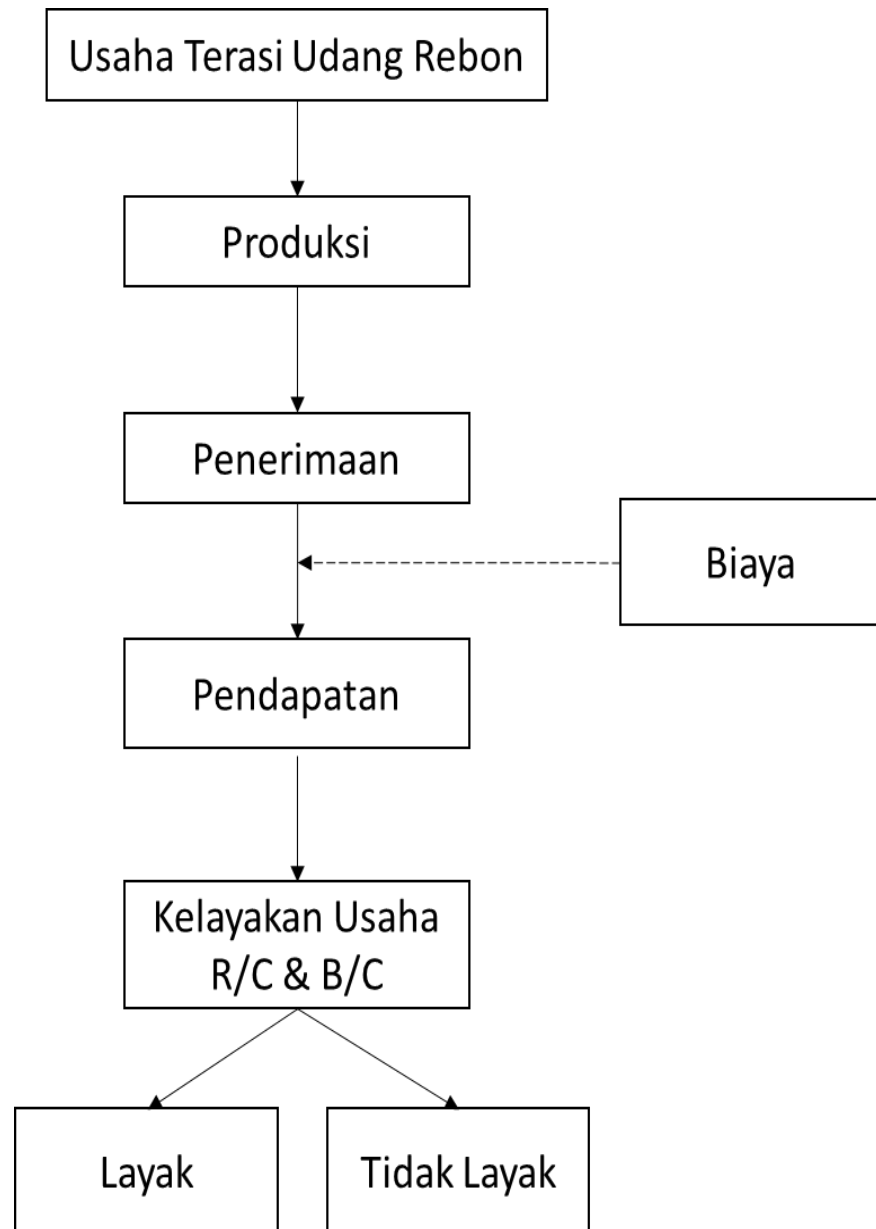 Usaha Terasi Udang Rebon
Produksi
Penerimaan
Biaya
Pendapatan
Kelayakan Usaha
R/C & B/C
Layak
Tidak Layak